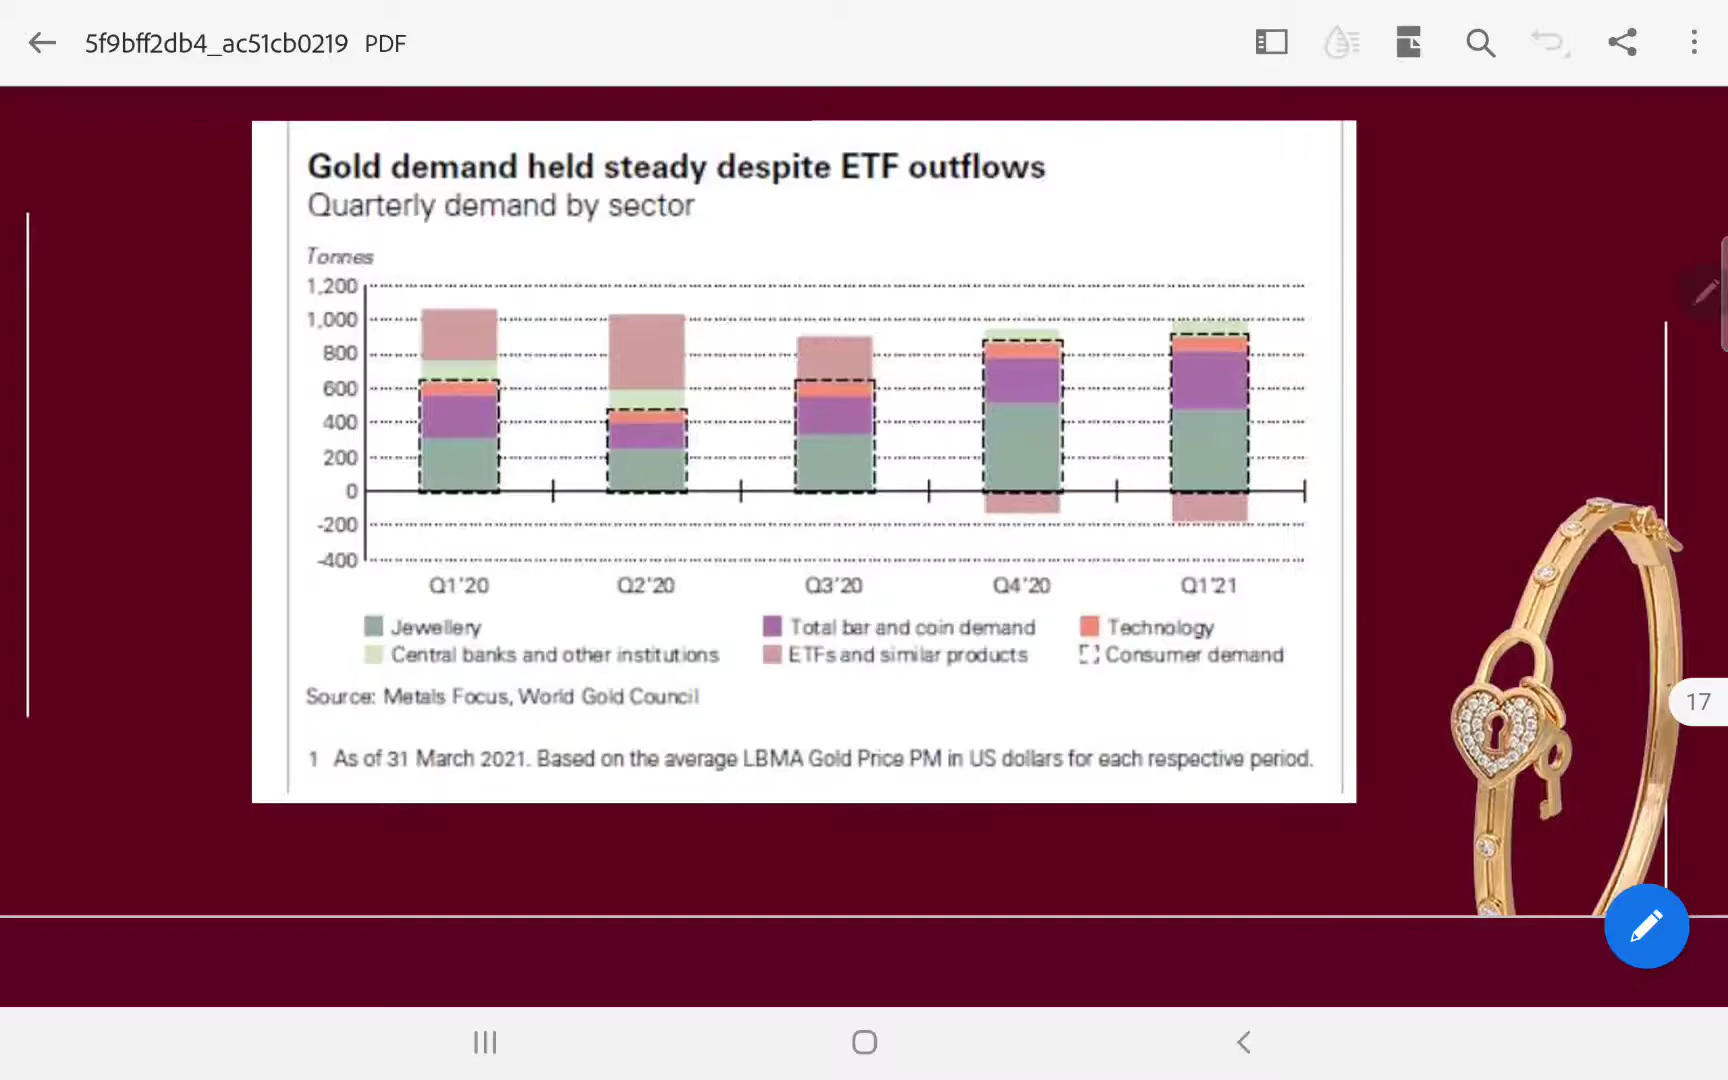 5f9bff2db4_ac51cb0219 PDF
Gold demand held steady despite ETF outflows
Quarterly demand by sector
Tonnes
1,200
1,000
800
600
400
200
0
-200
-400
Q1'20 Q2'20 Q3'20 Q4'20 Q1'21
Jewellery Total bar and coin demand Technology
Central banks and other institutions ETFs and similar products Consumer demand
Source: Metals Focus, World Gold Council
1 As of 31 March 2021. Based on the average LBMA Gold Price PM in US dollars for each respective period.
17